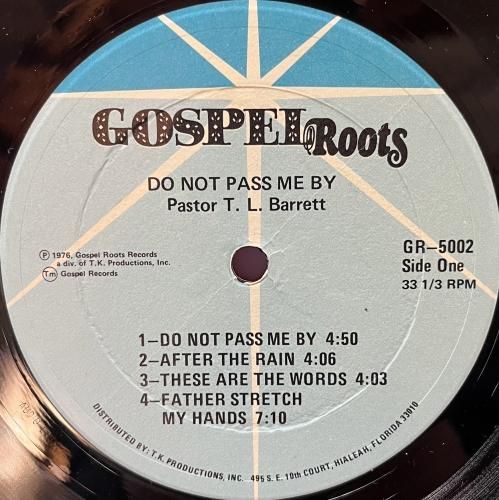 GOSPEL Roots
DO NOT PASS ME BY
Pastor T. L. Barrett
GR–5002
Side One
33 1/3 RPM
Ⓟ 1976, Gospel Roots Records
a div. of T.K. Productions, Inc.
Tm Gospel Records
1–DO NOT PASS ME BY 4:50
2–AFTER THE RAIN 4:06
3–THESE ARE THE WORDS 4:03
4–FATHER STRETCH
MY HANDS 7:10
DISTRIBUTED BY: T.K. PRODUCTIONS, INC. 495 S. E. 10th COURT, HIALEAH, FLORIDA 33010